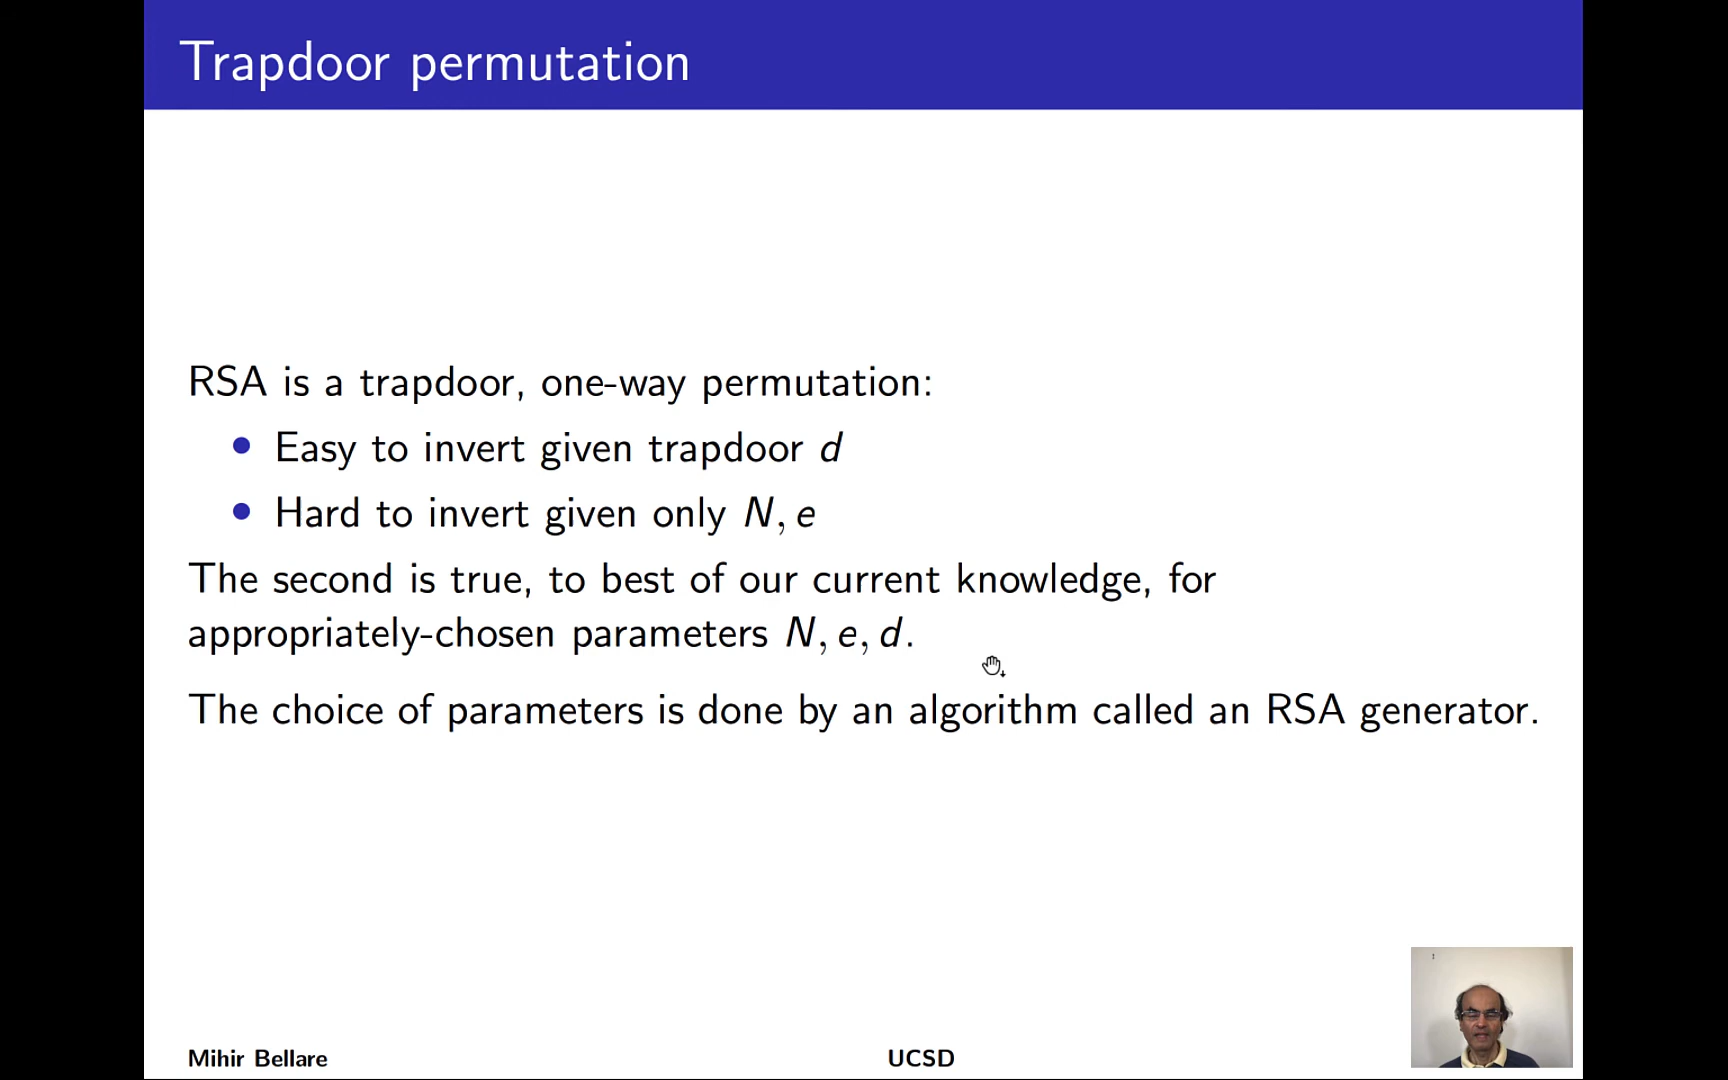 Trapdoor permutation
RSA is a trapdoor, one-way permutation:
• Easy to invert given trapdoor d
• Hard to invert given only N, e
The second is true, to best of our current knowledge, for
appropriately-chosen parameters N, e, d.
The choice of parameters is done by an algorithm called an RSA generator.
Mihir Bellare UCSD